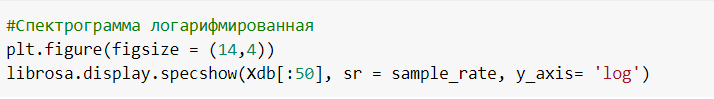 #Спектрограмма логарифмированная
plt.figure(figsize = (14,4))
librosa.display.specshow(Xdb[:50], sr = sample_rate, y_axis= 'log')